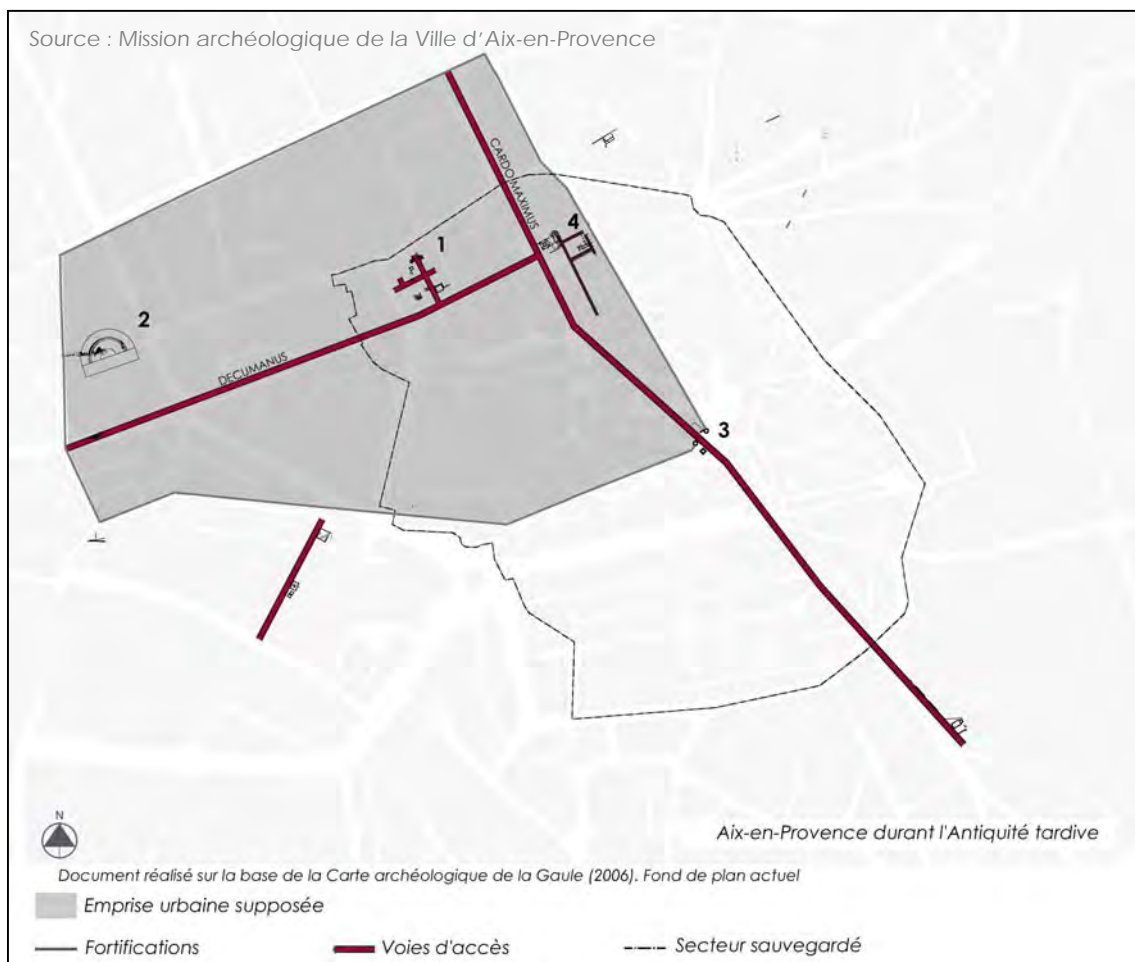 Source : Mission archéologique de la Ville d'Aix-en-Provence
CARDO MAXIMUS
4
1
2
DECUMANUS
3
N
Aix-en-Provence durant l'Antiquité tardive
Document réalisé sur la base de la Carte archéologique de la Gaule (2006). Fond de plan actuel
Emprise urbaine supposée
Fortifications
Voies d'accès
Secteur sauvegardé